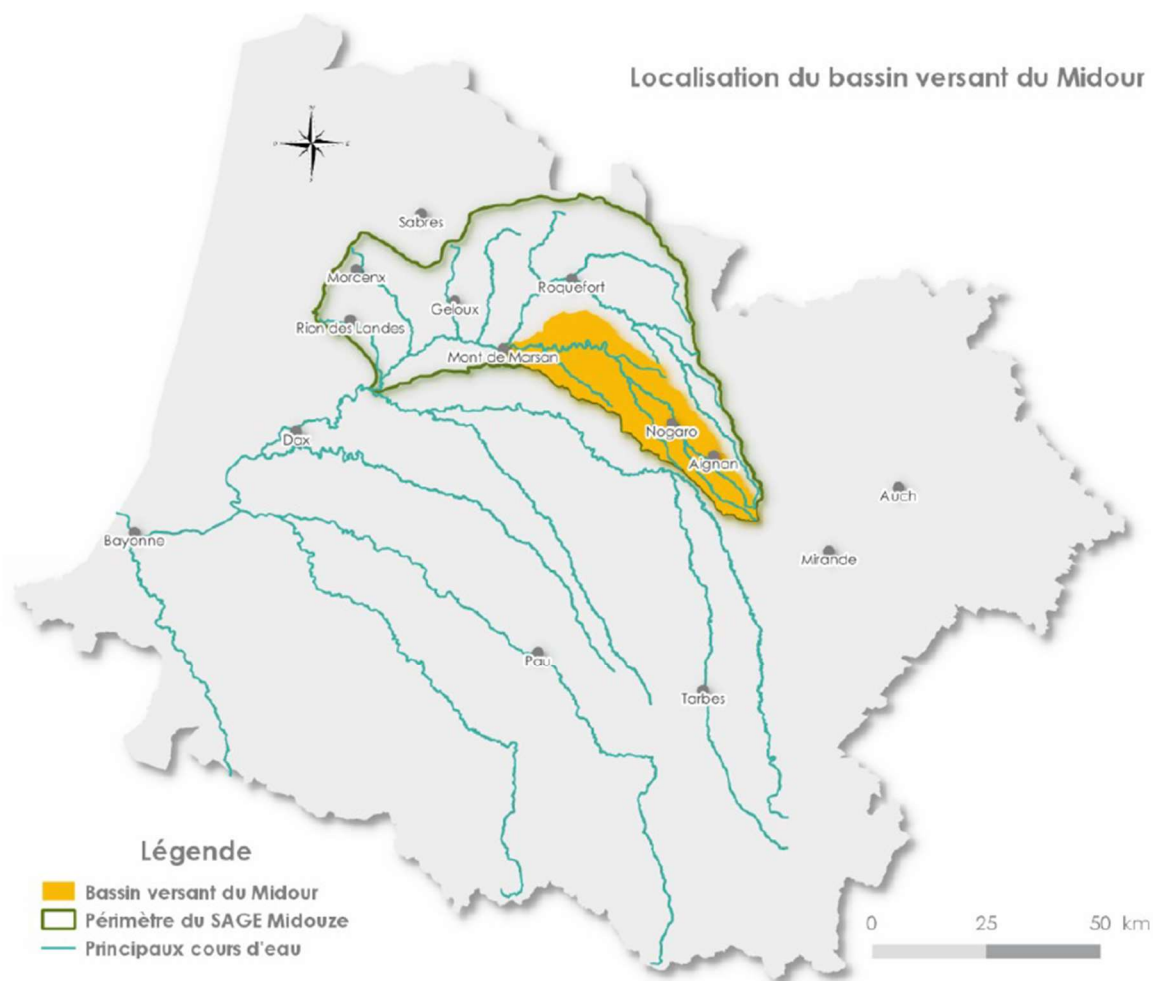 Localisation du bassin versant du Midour
Sabres
Morcenx
Roquefort
Geloux
Rion des Landes
Mont de Marsan
Nogaro
Dax
Aignan
Auch
Bayonne
Mirande
Pau
Tarbes
Légende
Bassin versant du Midour
Périmètre du SAGE Midouze
Principaux cours d'eau
0 25 50 km